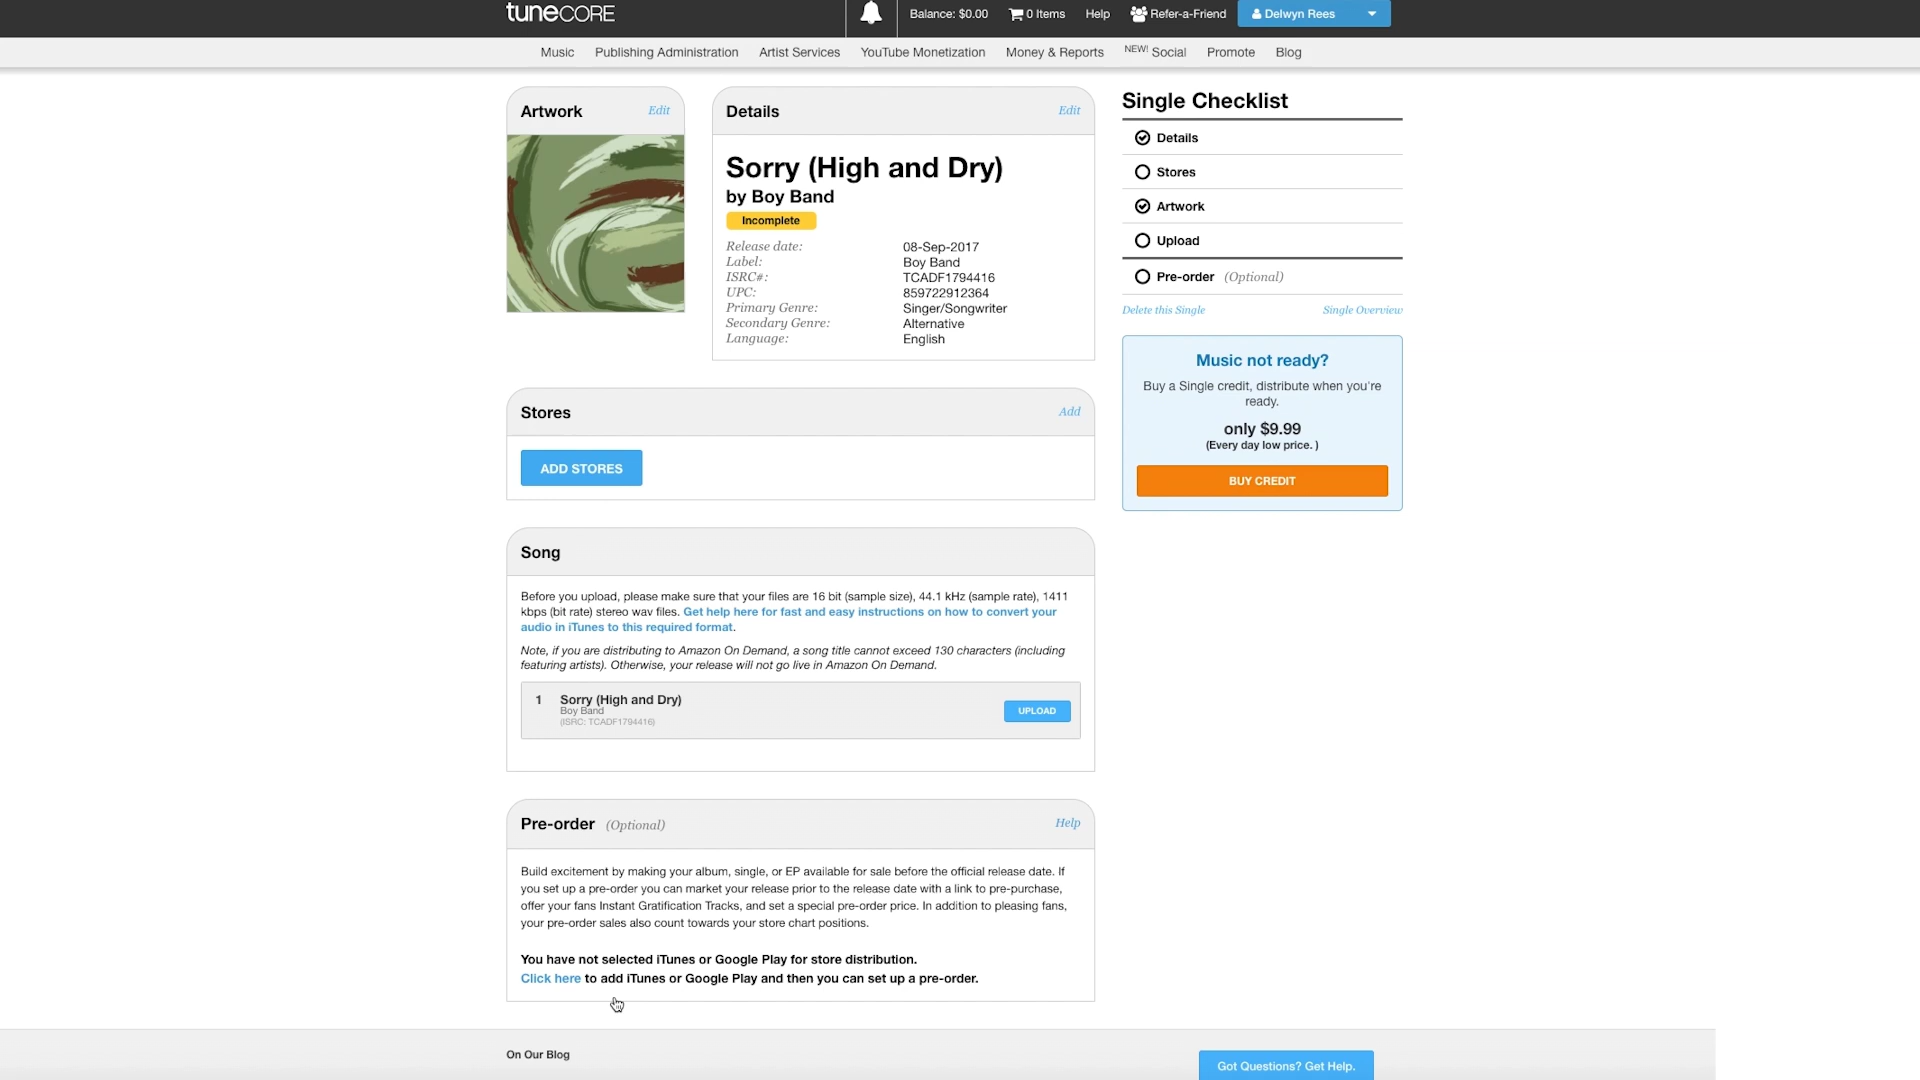 tunecore
Balance: $0.00
0 Items
Help
Refer-a-Friend
Delwyn Rees
Music
Publishing Administration
Artist Services
YouTube Monetization
Money & Reports
NEW! Social
Promote
Blog
Artwork
Edit
Details
Edit
Sorry (High and Dry)
by Boy Band
Incomplete
Release date: 08-Sep-2017
Label: Boy Band
ISRC#: TCADF1794416
UPC: 859722912364
Primary Genre: Singer/Songwriter
Secondary Genre: Alternative
Language: English
Single Checklist
Details
Stores
Artwork
Upload
Pre-order (Optional)
Delete this Single
Single Overview
Music not ready?
Buy a Single credit, distribute when you're
ready.
only $9.99
(Every day low price. )
BUY CREDIT
Stores
Add
ADD STORES
Song
Before you upload, please make sure that your files are 16 bit (sample size), 44.1 kHz (sample rate), 1411
kbps (bit rate) stereo wav files. Get help here for fast and easy instructions on how to convert your
audio in iTunes to this required format.
Note, if you are distributing to Amazon On Demand, a song title cannot exceed 130 characters (including
featuring artists). Otherwise, your release will not go live in Amazon On Demand.
1 Sorry (High and Dry)
Boy Band
(ISRC: TCADF1794416)
UPLOAD
Pre-order (Optional)
Help
Build excitement by making your album, single, or EP available for sale before the official release date. If
you set up a pre-order you can market your release prior to the release date with a link to pre-purchase,
offer your fans Instant Gratification Tracks, and set a special pre-order price. In addition to pleasing fans,
your pre-order sales also count towards your store chart positions.
You have not selected iTunes or Google Play for store distribution.
Click here to add iTunes or Google Play and then you can set up a pre-order.
On Our Blog
Got Questions? Get Help.